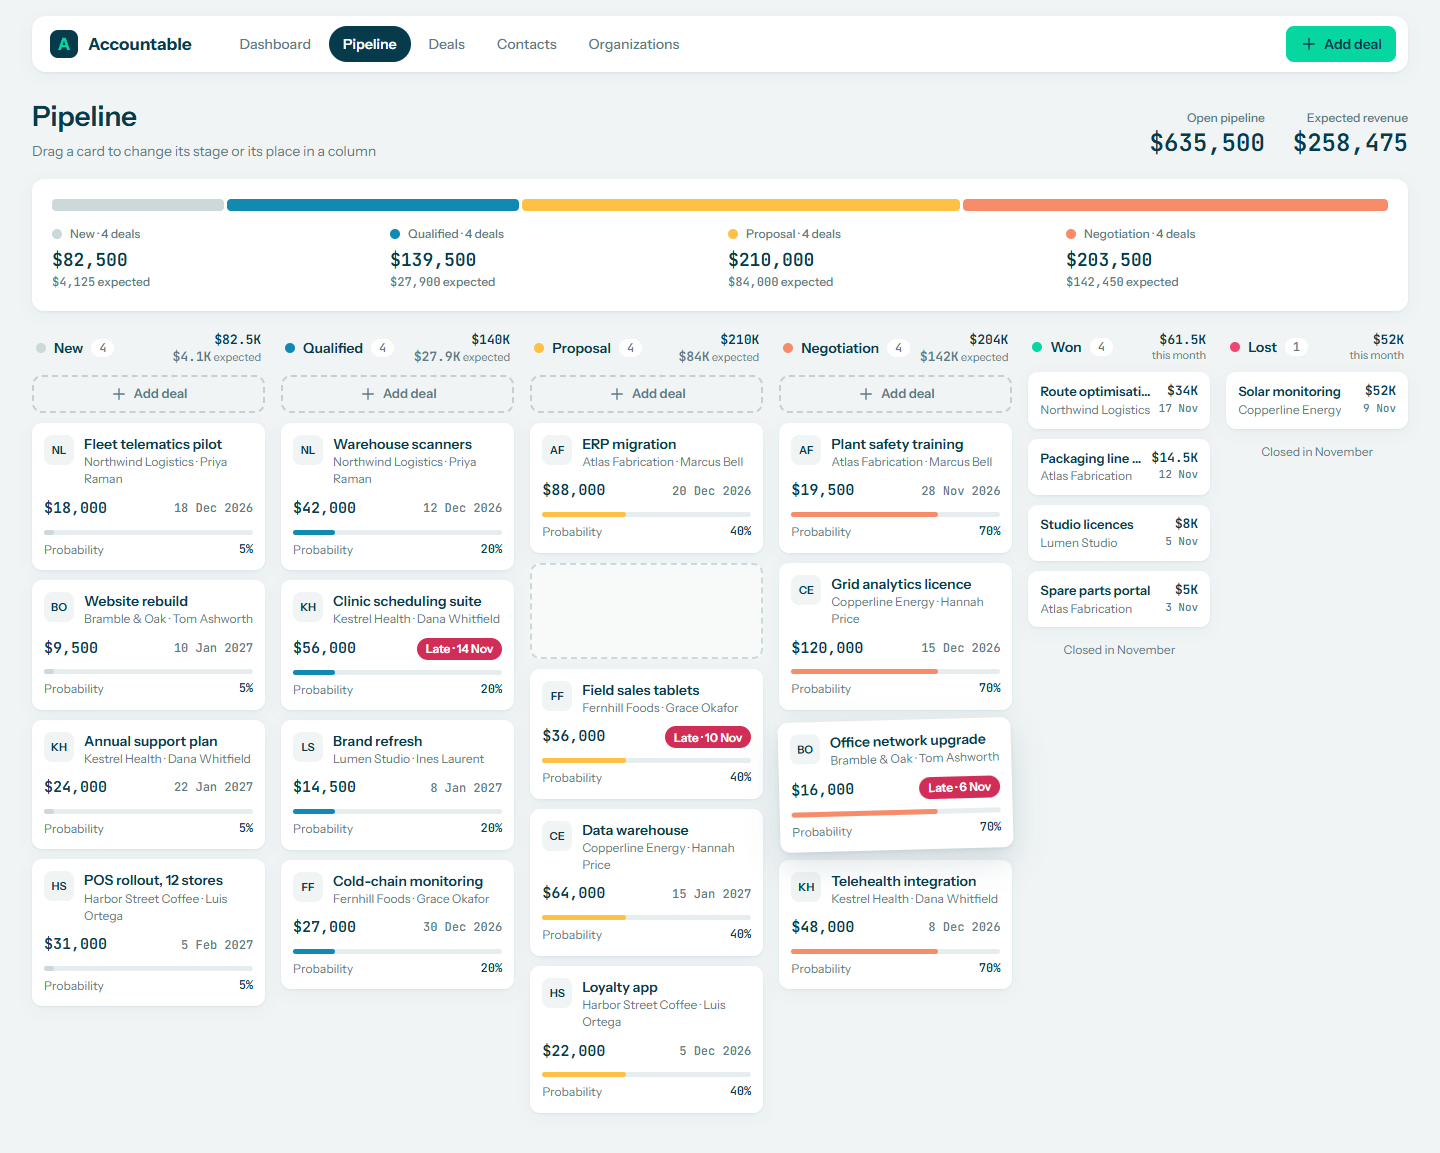 A Accountable
Dashboard Pipeline Deals Contacts Organizations
Add deal
Pipeline
Drag a card to change its stage or its place in a column
Open pipeline
$635,500
Expected revenue
$258,475
New · 4 deals
$82,500
$4,125 expected
Qualified · 4 deals
$139,500
$27,900 expected
Proposal · 4 deals
$210,000
$84,000 expected
Negotiation · 4 deals
$203,500
$142,450 expected
New 4
$82.5K
$4.1K expected
Add deal
NL
Fleet telematics pilot
Northwind Logistics · Priya
Raman
$18,000 18 Dec 2026
Probability 5%
BO
Website rebuild
Bramble & Oak · Tom Ashworth
$9,500 10 Jan 2027
Probability 5%
KH
Annual support plan
Kestrel Health · Dana Whitfield
$24,000 22 Jan 2027
Probability 5%
HS
POS rollout, 12 stores
Harbor Street Coffee · Luis
Ortega
$31,000 5 Feb 2027
Probability 5%
Qualified 4
$140K
$27.9K expected
Add deal
NL
Warehouse scanners
Northwind Logistics · Priya
Raman
$42,000 12 Dec 2026
Probability 20%
KH
Clinic scheduling suite
Kestrel Health · Dana Whitfield
$56,000 Late · 14 Nov
Probability 20%
LS
Brand refresh
Lumen Studio · Ines Laurent
$14,500 8 Jan 2027
Probability 20%
FF
Cold-chain monitoring
Fernhill Foods · Grace Okafor
$27,000 30 Dec 2026
Probability 20%
Proposal 4
$210K
$84K expected
Add deal
AF
ERP migration
Atlas Fabrication · Marcus Bell
$88,000 20 Dec 2026
Probability 40%
FF
Field sales tablets
Fernhill Foods · Grace Okafor
$36,000 Late · 10 Nov
Probability 40%
CE
Data warehouse
Copperline Energy · Hannah
Price
$64,000 15 Jan 2027
Probability 40%
HS
Loyalty app
Harbor Street Coffee · Luis
Ortega
$22,000 5 Dec 2026
Probability 40%
Negotiation 4
$204K
$142K expected
Add deal
AF
Plant safety training
Atlas Fabrication · Marcus Bell
$19,500 28 Nov 2026
Probability 70%
CE
Grid analytics licence
Copperline Energy · Hannah
Price
$120,000 15 Dec 2026
Probability 70%
BO
Office network upgrade
Bramble & Oak · Tom Ashworth
$16,000 Late · 6 Nov
Probability 70%
KH
Telehealth integration
Kestrel Health · Dana Whitfield
$48,000 8 Dec 2026
Probability 70%
Won 4
$61.5K
this month
Route optimisati... $34K
Northwind Logistics 17 Nov
Packaging line ... $14.5K
Atlas Fabrication 12 Nov
Studio licences $8K
Lumen Studio 5 Nov
Spare parts portal $5K
Atlas Fabrication 3 Nov
Closed in November
Lost 1
$52K
this month
Solar monitoring $52K
Copperline Energy 9 Nov
Closed in November